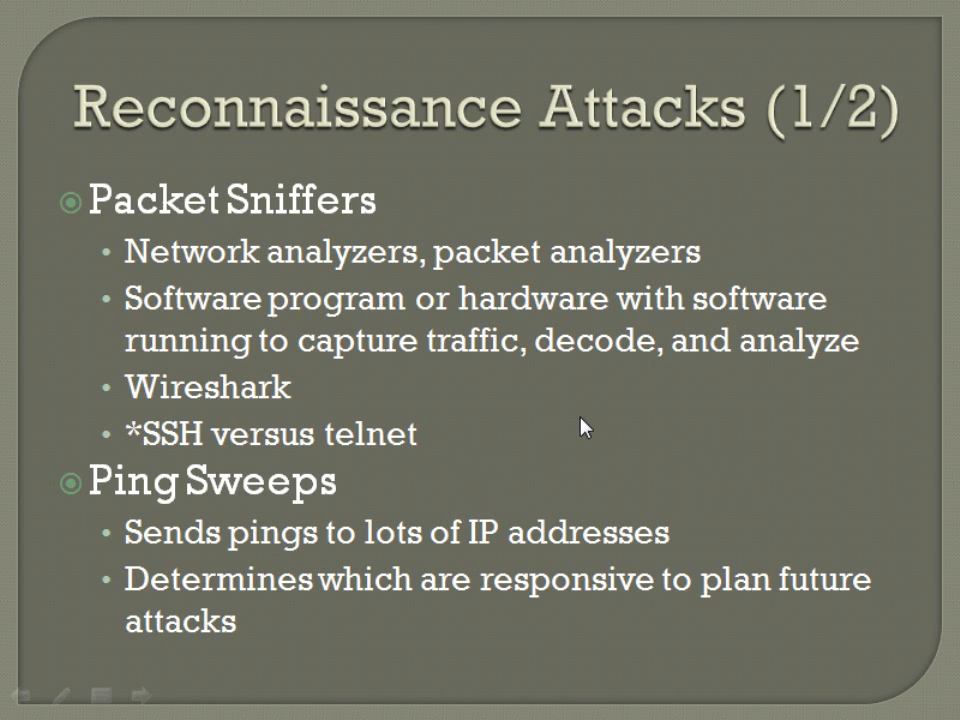 Reconnaissance Attacks (1/2)
Packet Sniffers
Network analyzers, packet analyzers
Software program or hardware with software
running to capture traffic, decode, and analyze
Wireshark
*SSH versus telnet
Ping Sweeps
Sends pings to lots of IP addresses
Determines which are responsive to plan future
attacks